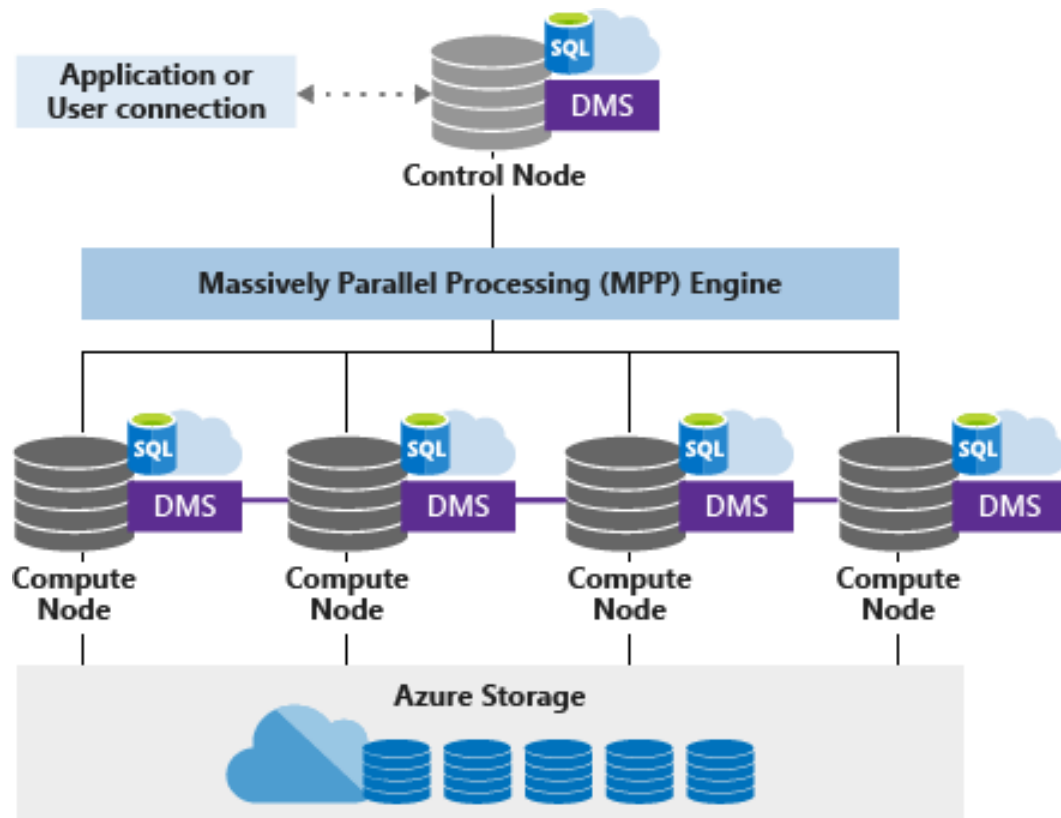 SQL
Application or
User connection
DMS
Control Node
Massively Parallel Processing (MPP) Engine
SQL
SQL
SQL
SQL
DMS
DMS
DMS
DMS
Compute
Node
Compute
Node
Compute
Node
Compute
Node
Azure Storage